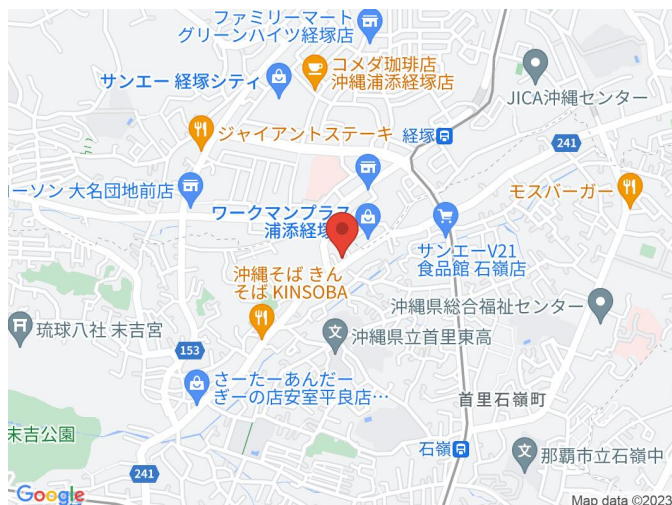 ファミリーマート
グリーンハイツ経塚店
コメダ珈琲店
沖縄浦添経塚店
サンエー 経塚シティ
JICA沖縄センター
ジャイアントステーキ
経塚
241
ーソン 大名団地前店
モスバーガー
ワークマンプラス
浦添経塚
サンエーV21
食品館 石嶺店
沖縄そば きん
そば KINSOBA
沖縄県総合福祉センター
琉球八社 末吉宮
沖縄県立首里東高
153
さーたーあんだー
ぎーの店安室平良店…
首里石嶺町
末吉公園
石嶺
241
那覇市立石嶺中
Google
Map data ©2023